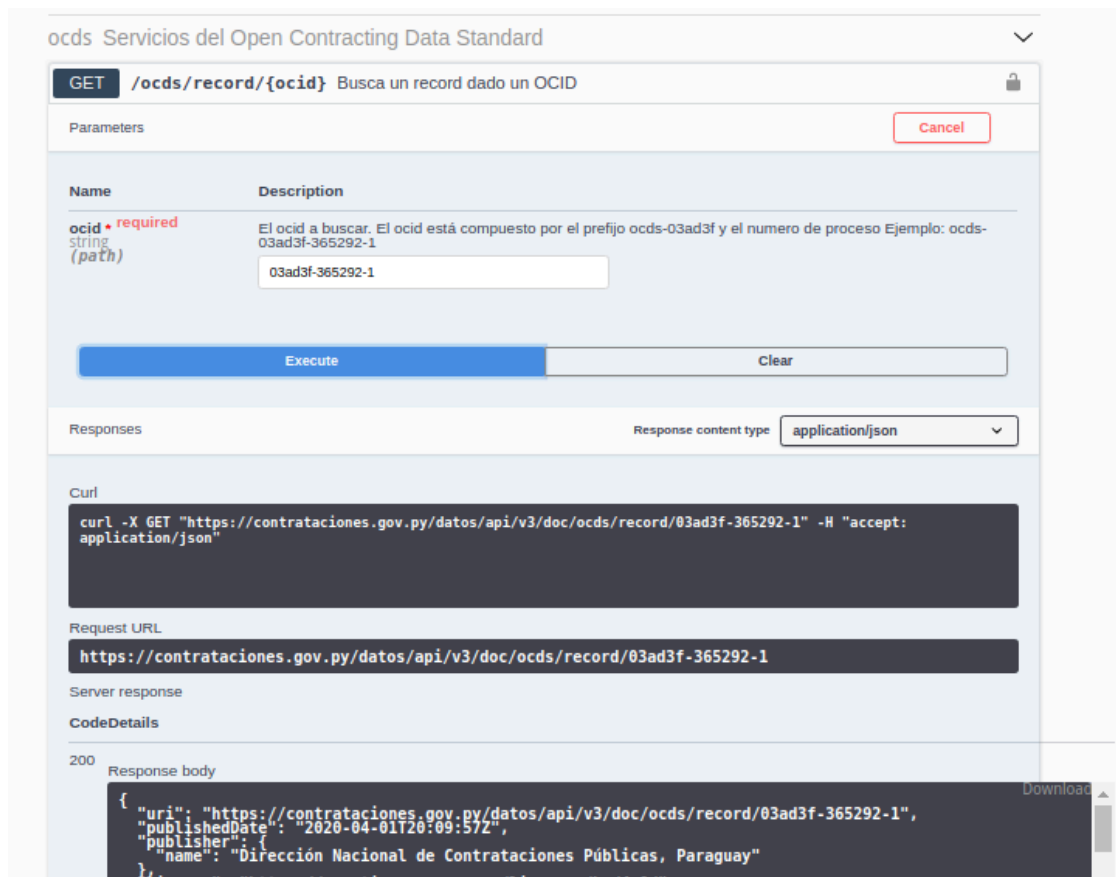 ocds Servicios del Open Contracting Data Standard
GET /ocds/record/{ocid} Busca un record dado un OCID
Parameters
Cancel
Name Description
ocid * required
string
(path)
El ocid a buscar. El ocid está compuesto por el prefijo ocds-03ad3f y el numero de proceso Ejemplo: ocds-
03ad3f-365292-1
03ad3f-365292-1
Execute Clear
Responses Response content type application/json
Curl
curl -X GET "https://contrataciones.gov.py/datos/api/v3/doc/ocds/record/03ad3f-365292-1" -H "accept:
application/json"
Request URL
https://contrataciones.gov.py/datos/api/v3/doc/ocds/record/03ad3f-365292-1
Server response
CodeDetails
200
Response body
Download
{
"uri": "https://contrataciones.gov.py/datos/api/v3/doc/ocds/record/03ad3f-365292-1",
"publishedDate": "2020-04-01T20:09:57Z",
"publisher": {
"name": "Dirección Nacional de Contrataciones Públicas, Paraguay"
},